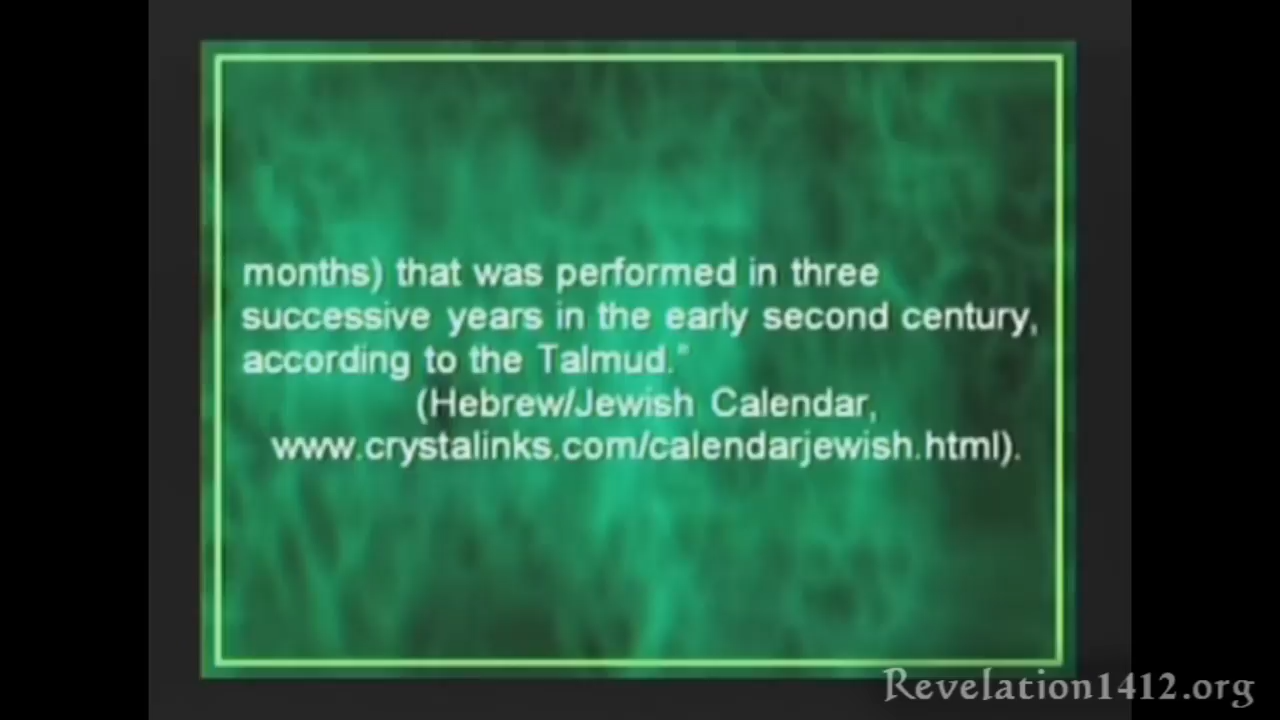 months) that was performed in three
successive years in the early second century,
according to the Talmud."
(Hebrew/Jewish Calendar,
www.crystalinks.com/calendarjewish.html).
Revelation1412.org